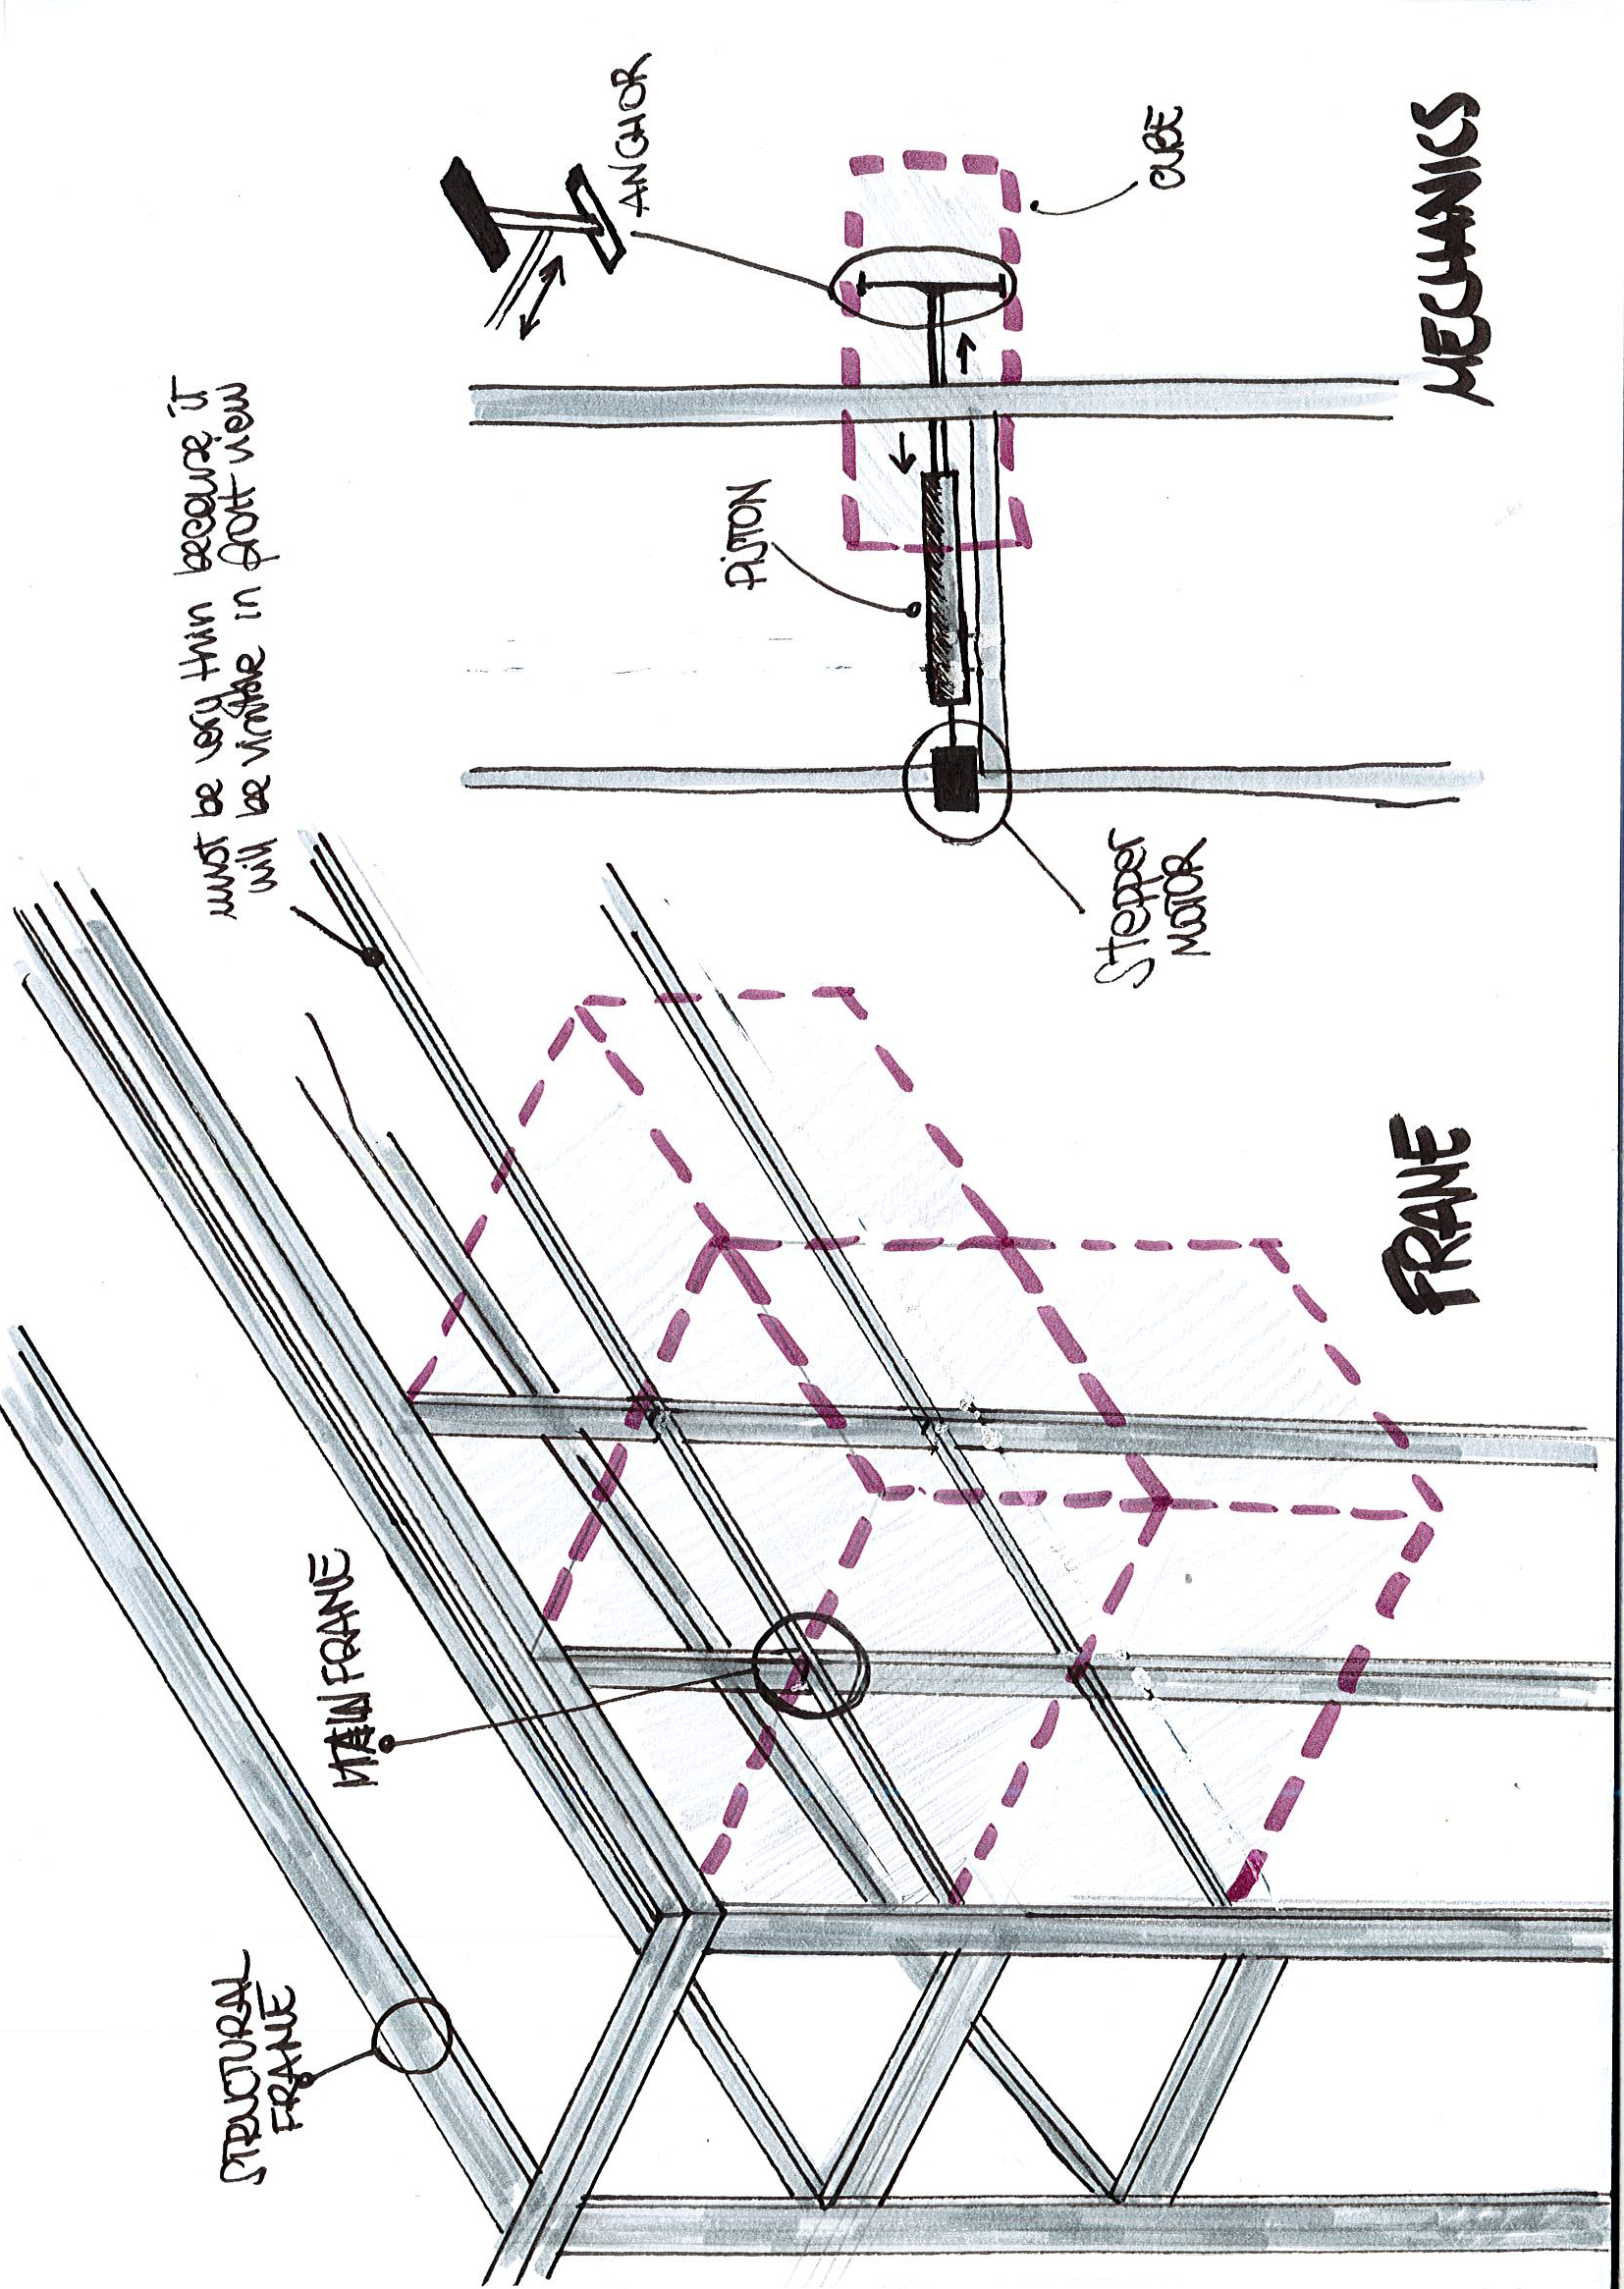 must be very thin because it
will be visible in front view
STRUCTURAL
FRAME
MAIN FRAME
ANCHOR
PISTON
CUBE
Stepper
MOTOR
FRAME
MECHANICS